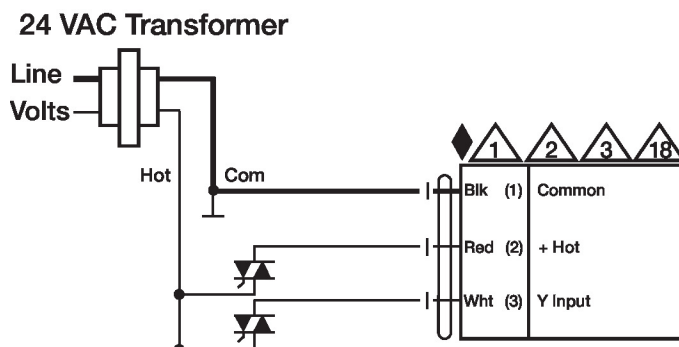 24 VAC Transformer
Line
Volts
Hot
Com
1 2 3 18
Blk (1) Common
Red (2) + Hot
Wht (3) Y Input